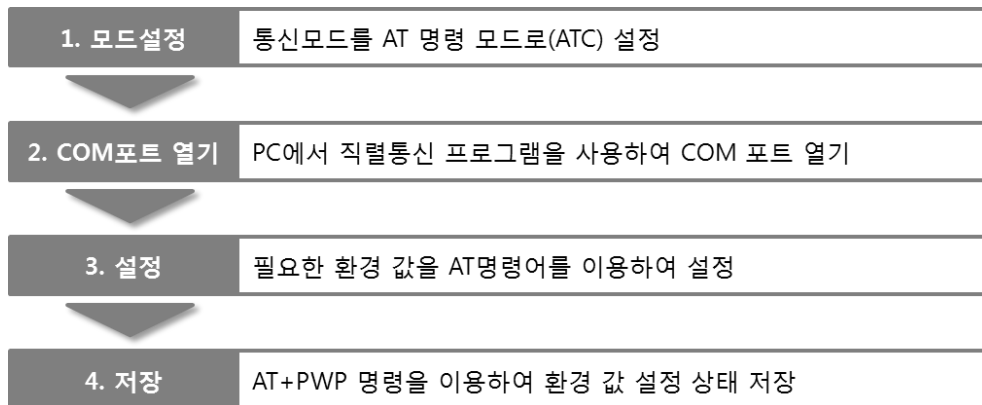 1. 모드설정 통신모드를 AT 명령 모드로(ATC) 설정
2. COM포트 열기 PC에서 직렬통신 프로그램을 사용하여 COM 포트 열기
3. 설정 필요한 환경 값을 AT명령어를 이용하여 설정
4. 저장 AT+PWP 명령을 이용하여 환경 값 설정 상태 저장